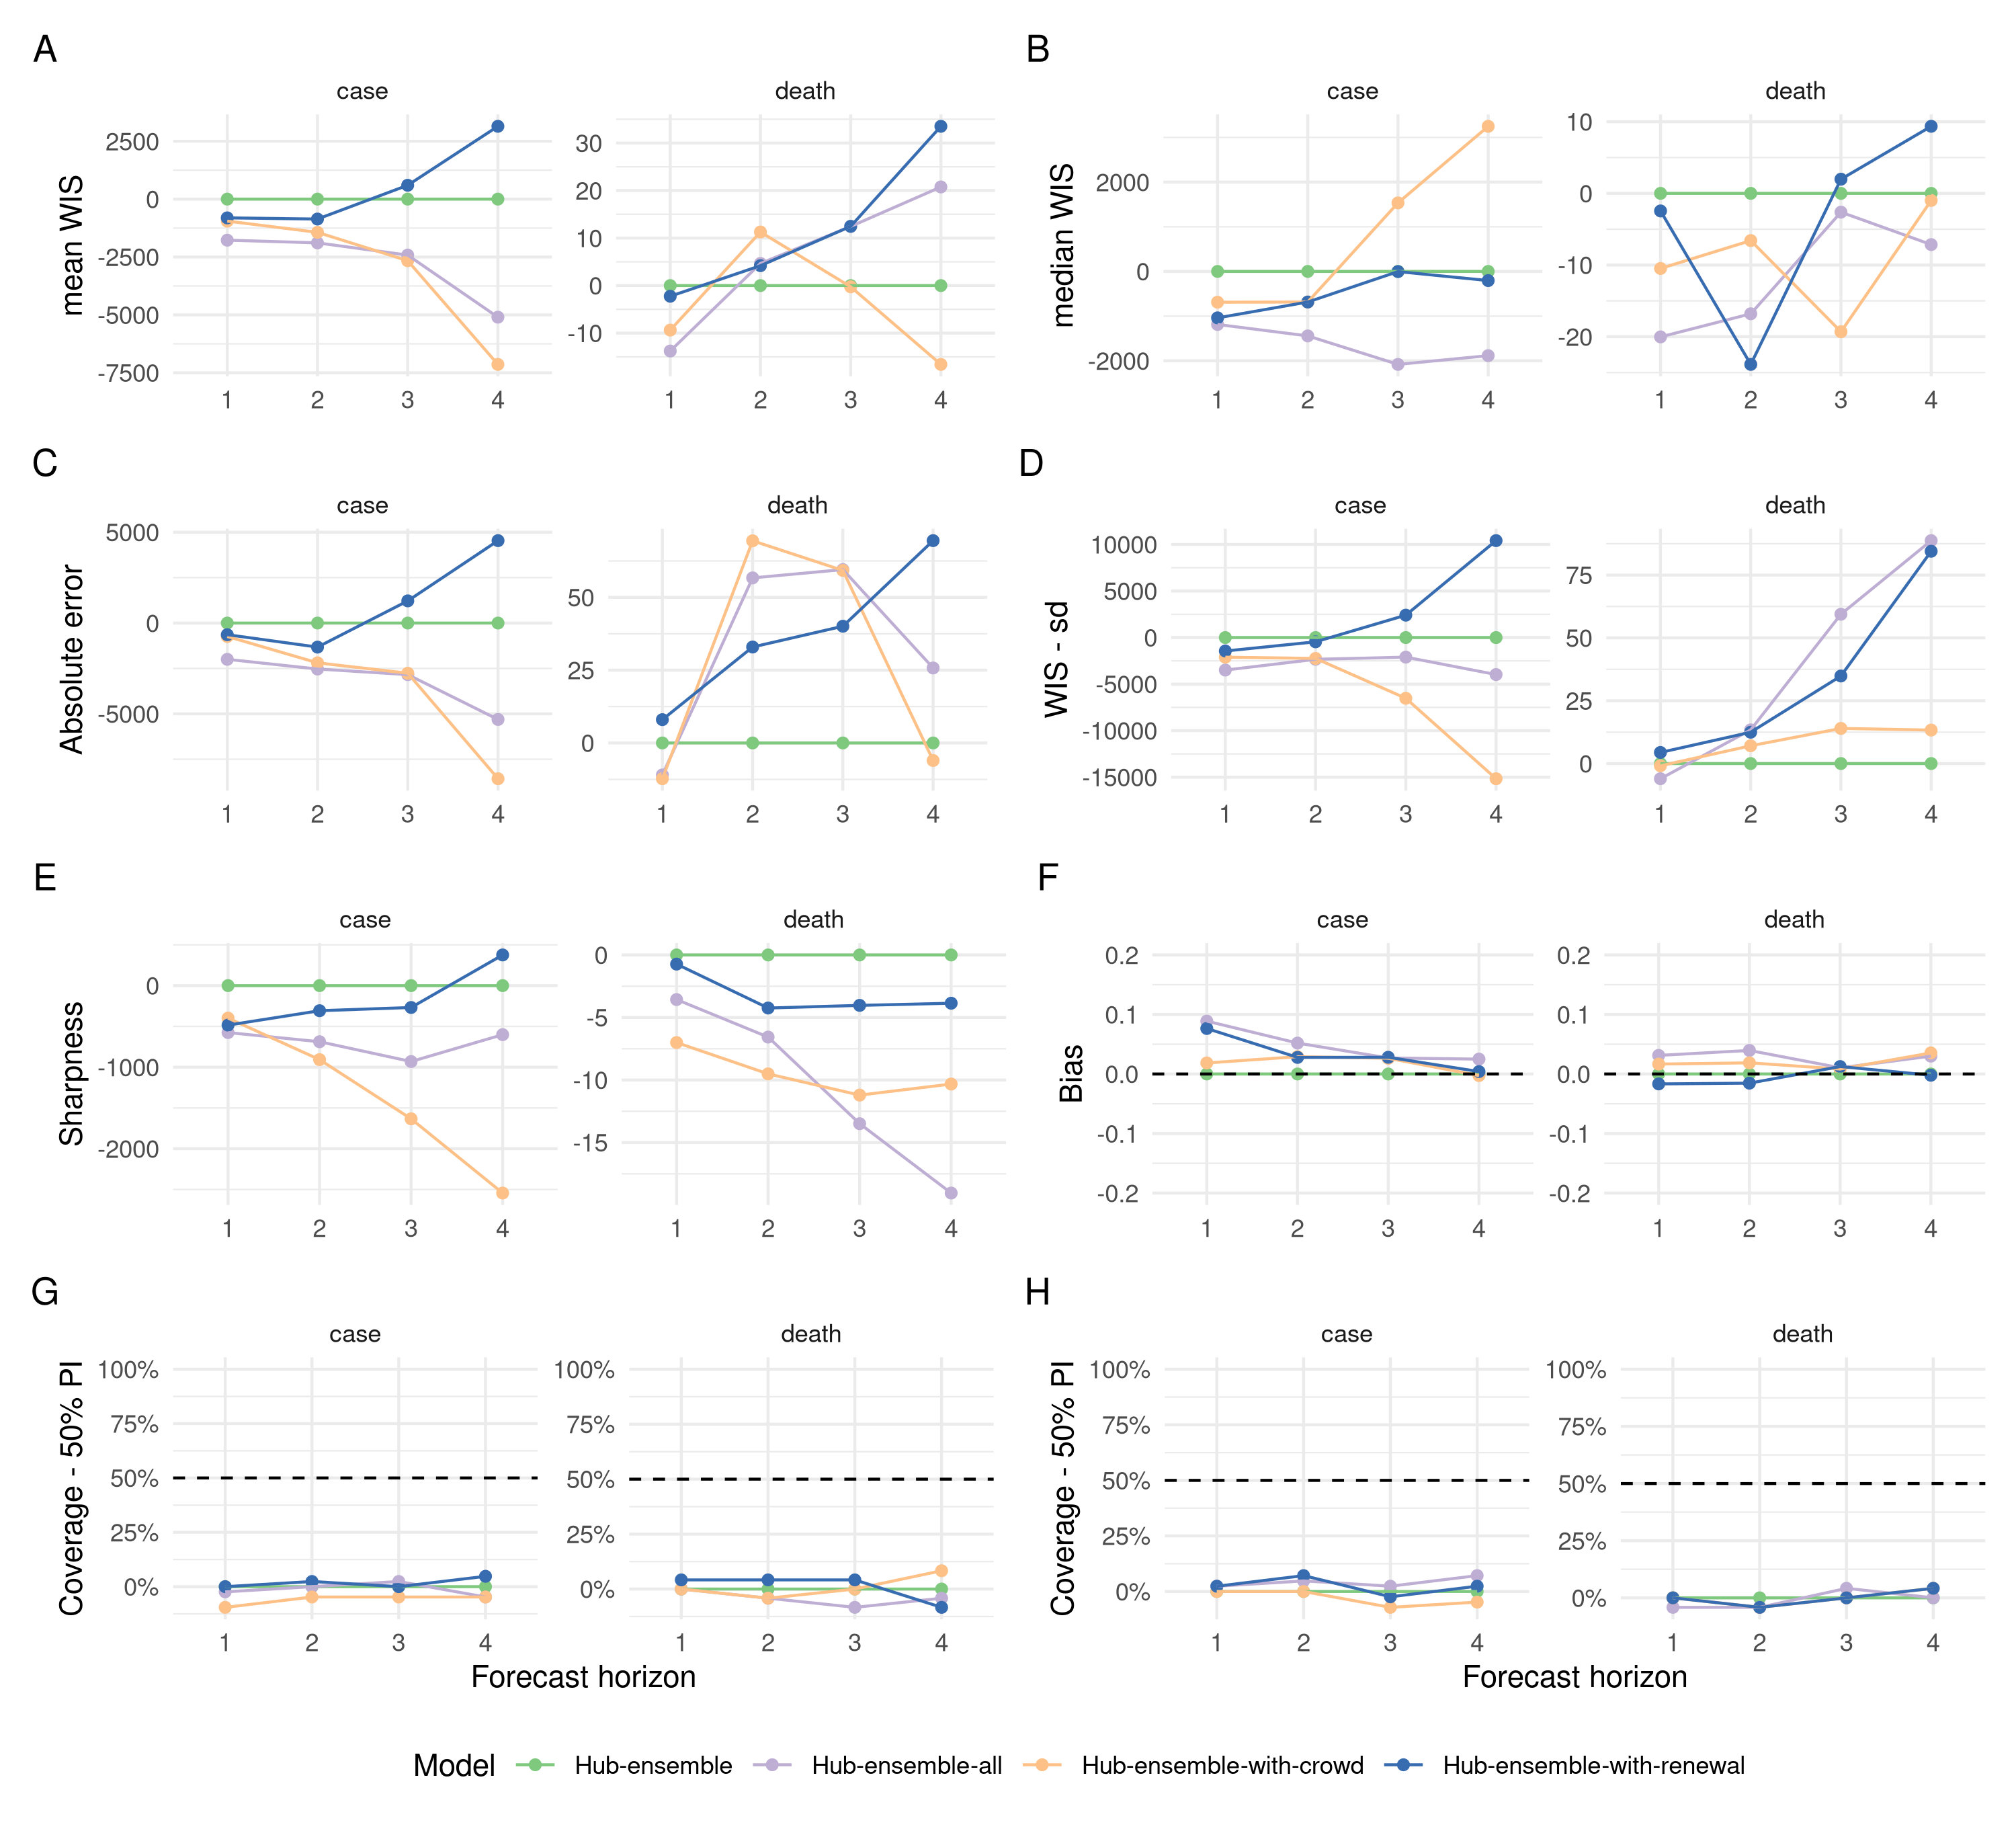 A
B
case
death
case
death
mean WIS
2500
0
-2500
-5000
-7500
30
20
10
0
-10
median WIS
2000
0
-2000
10
0
-10
-20
1 2 3 4
1 2 3 4
1 2 3 4
1 2 3 4
C
D
case
death
case
death
Absolute error
5000
0
-5000
50
25
0
WIS - sd
10000
5000
0
-5000
-10000
-15000
75
50
25
0
1 2 3 4
1 2 3 4
1 2 3 4
1 2 3 4
E
F
case
death
case
death
Sharpness
0
-1000
-2000
0
-5
-10
-15
Bias
0.2
0.1
0.0
-0.1
-0.2
0.2
0.1
0.0
-0.1
-0.2
1 2 3 4
1 2 3 4
1 2 3 4
1 2 3 4
G
H
case
death
case
death
Coverage - 50% PI
100%
75%
50%
25%
0%
100%
75%
50%
25%
0%
Coverage - 50% PI
100%
75%
50%
25%
0%
100%
75%
50%
25%
0%
1 2 3 4
1 2 3 4
1 2 3 4
1 2 3 4
Forecast horizon
Forecast horizon
Model Hub-ensemble Hub-ensemble-all Hub-ensemble-with-crowd Hub-ensemble-with-renewal